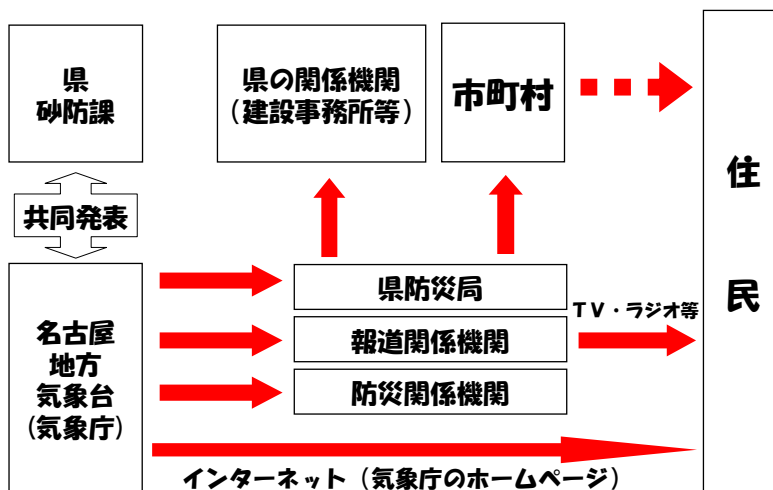 県
砂防課
県の関係機関
（建設事務所等）
市町村
住
民
共同発表
名古屋
地方
気象台
(気象庁)
県防災局
報道関係機関
防災関係機関
ＴＶ・ラジオ等
インターネット（気象庁のホームページ）